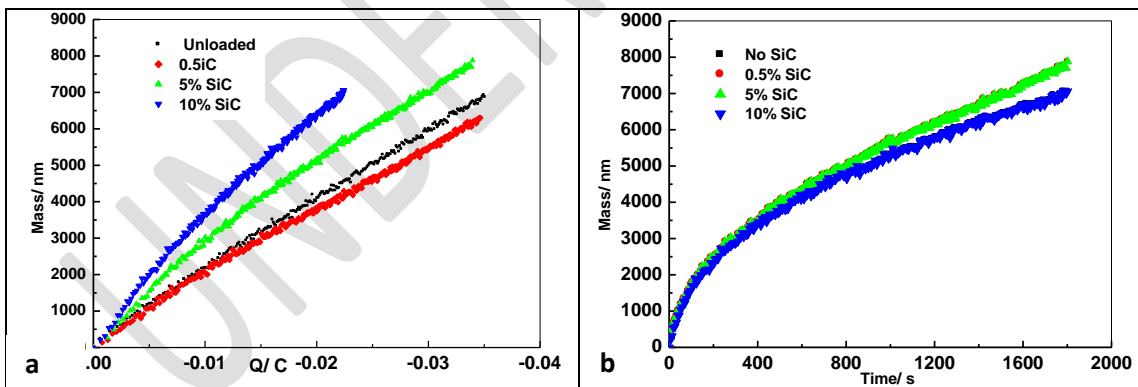 9000
8000
7000
6000
5000
4000
3000
2000
1000
Mass/ nm
Unloaded
0.5iC
5% SiC
10% SiC
.00
-0.01
-0.02
-0.03
-0.04
Q/ C
a
9000
8000
7000
6000
5000
4000
3000
2000
1000
0
Mass/ nm
No SiC
0.5% SiC
5% SiC
10% SiC
0
400
800
1200
1600
2000
Time/ s
b